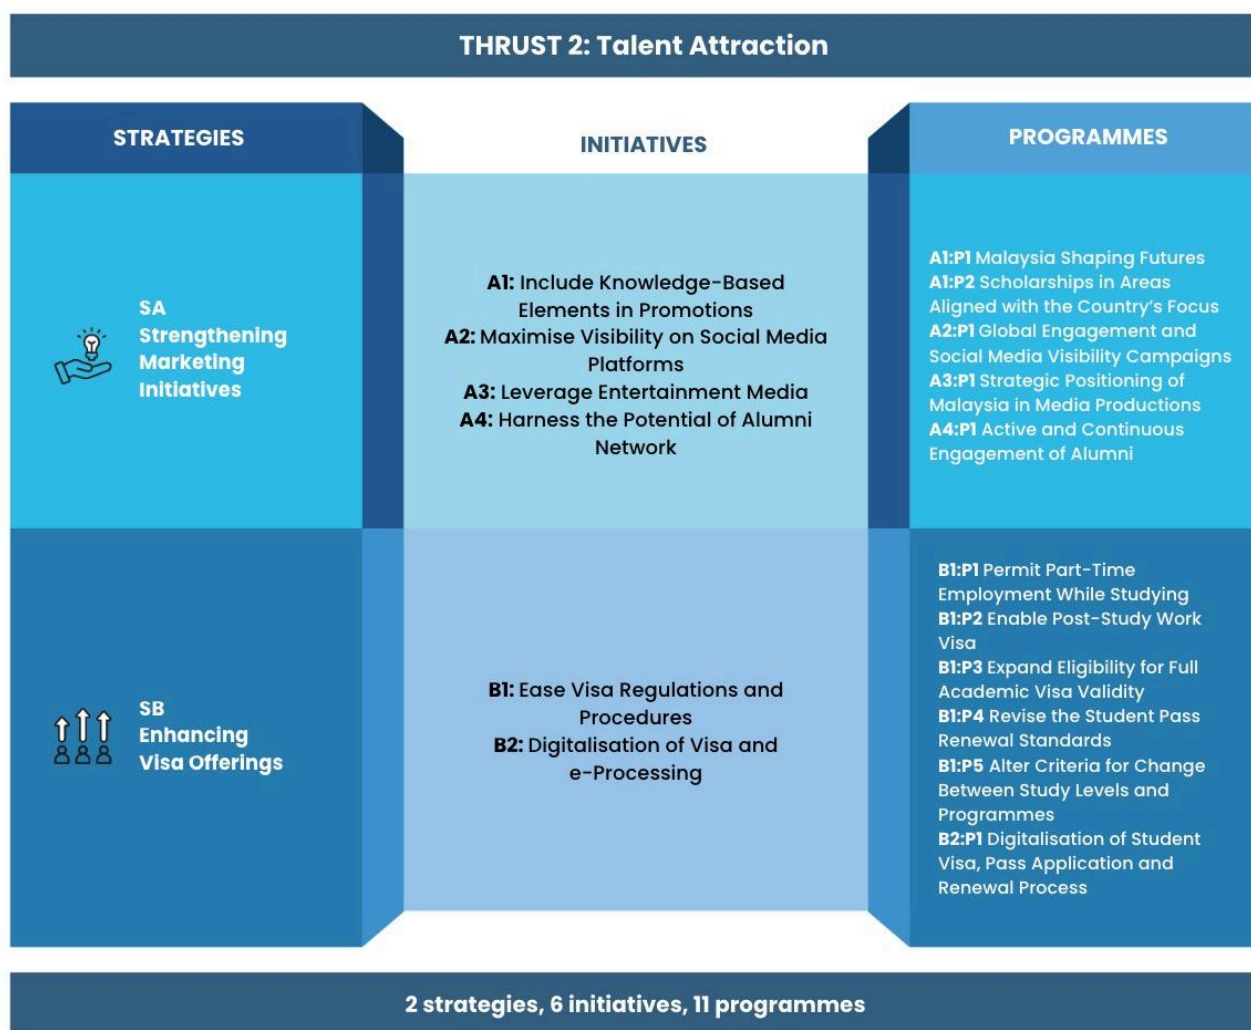 THRUST 2: Talent Attraction
STRATEGIES
INITIATIVES
PROGRAMMES
SA
Strengthening
Marketing
Initiatives
A1: Include Knowledge-Based
Elements in Promotions
A2: Maximise Visibility on Social Media
Platforms
A3: Leverage Entertainment Media
A4: Harness the Potential of Alumni
Network
A1:P1 Malaysia Shaping Futures
A1:P2 Scholarships in Areas
Aligned with the Country’s Focus
A2:P1 Global Engagement and
Social Media Visibility Campaigns
A3:P1 Strategic Positioning of
Malaysia in Media Productions
A4:P1 Active and Continuous
Engagement of Alumni
SB
Enhancing
Visa Offerings
B1: Ease Visa Regulations and
Procedures
B2: Digitalisation of Visa and
e-Processing
B1:P1 Permit Part-Time
Employment While Studying
B1:P2 Enable Post-Study Work
Visa
B1:P3 Expand Eligibility for Full
Academic Visa Validity
B1:P4 Revise the Student Pass
Renewal Standards
B1:P5 Alter Criteria for Change
Between Study Levels and
Programmes
B2:P1 Digitalisation of Student
Visa, Pass Application and
Renewal Process
2 strategies, 6 initiatives, 11 programmes